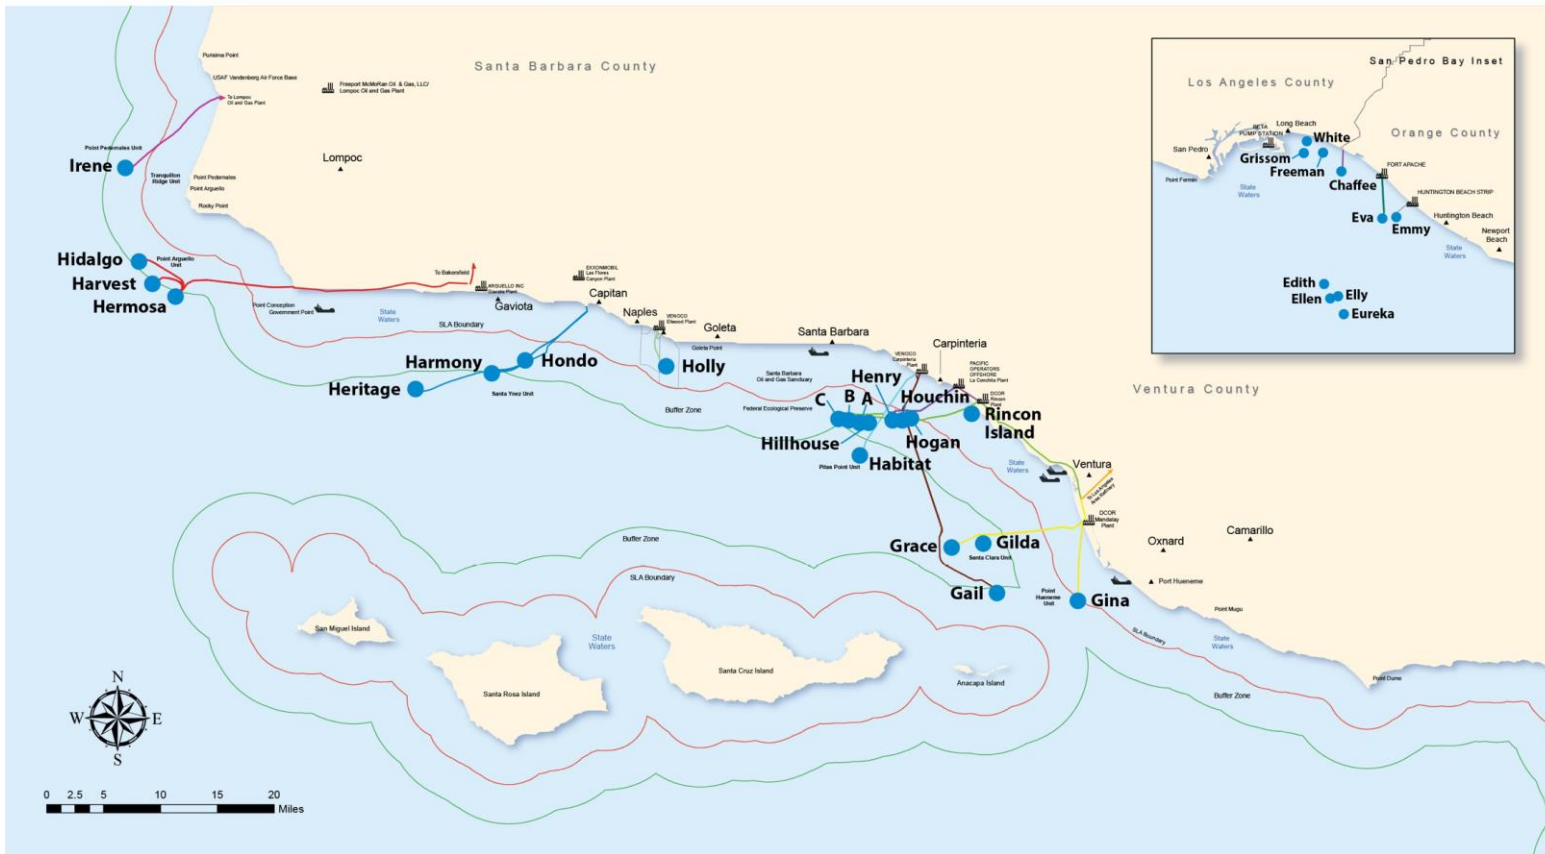 Purisima Point
USAF Vandenberg Air Force Base
To Lompoc
Oil and Gas Plant
Freeport McMoRan Oil & Gas, LLC/
Lompoc Oil and Gas Plant
Santa Barbara County
Point Pedernales Unit
Irene
Tranquillon
Ridge Unit
Lompoc
Point Pedernales
Point Arguello
Rocky Point
Hidalgo
Point Arguello
Unit
Harvest
Hermosa
To Bakersfield
ARGUELLO INC
Gaviota Plant
Gaviota
EXXONMOBIL
Las Flores
Canyon Plant
Capitan
Point Conception
Government Point
State
Waters
SLA Boundary
Naples
VENOCO
Ellwood Plant
Goleta
Goleta Point
Santa Barbara
Harmony
Hondo
Heritage
Santa Ynez Unit
Holly
Buffer Zone
Santa Barbara
Oil and Gas Sanctuary
Federal Ecological Preserve
VENOCO
Carpinteria
Plant
Carpinteria
PACIFIC
OPERATORS
OFFSHORE
La Conchita Plant
DCOR
Rincon
Plant
Henry
Houchin
C
B
A
Hillhouse
Hogan
Habitat
Pitas Point Unit
Rincon
Island
State
Waters
Ventura
Ventura County
To Los Angeles
Area Refinery
DCOR
Mandalay
Plant
Grace
Gilda
Santa Clara Unit
Gail
Point
Hueneme
Unit
Gina
Oxnard
Camarillo
Port Hueneme
Point Mugu
SLA Boundary
State
Waters
Buffer Zone
Point Dume
Buffer Zone
SLA Boundary
San Miguel Island
State
Waters
Santa Rosa Island
Santa Cruz Island
Anacapa Island
N
W
E
S
0
2.5
5
10
15
20
Miles
San Pedro Bay Inset
Los Angeles County
Orange County
Long Beach
BETA
PUMP STATION
White
San Pedro
Grissom
Freeman
Point Fermin
State
Waters
Chaffee
FORT APACHE
HUNTINGTON BEACH STRIP
Eva
Emmy
Huntington Beach
Newport
Beach
State
Waters
Edith
Ellen
Elly
Eureka